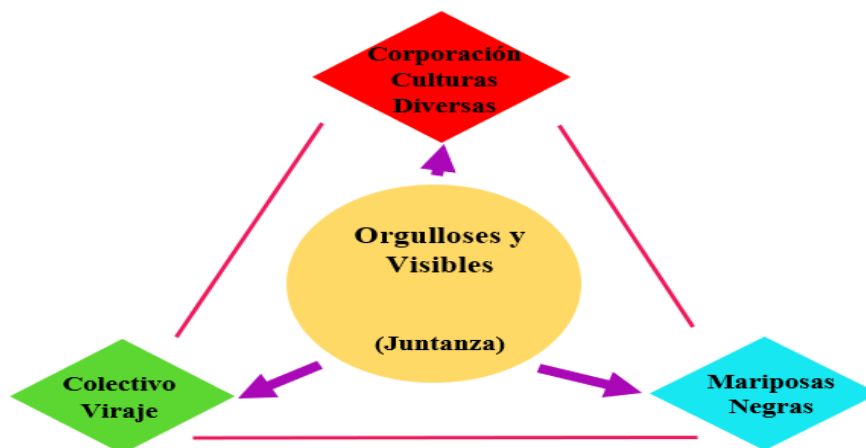 Corporación
Culturas
Diversas
Orgulloses y
Visibles
(Juntanza)
Colectivo
Viraje
Mariposas
Negras